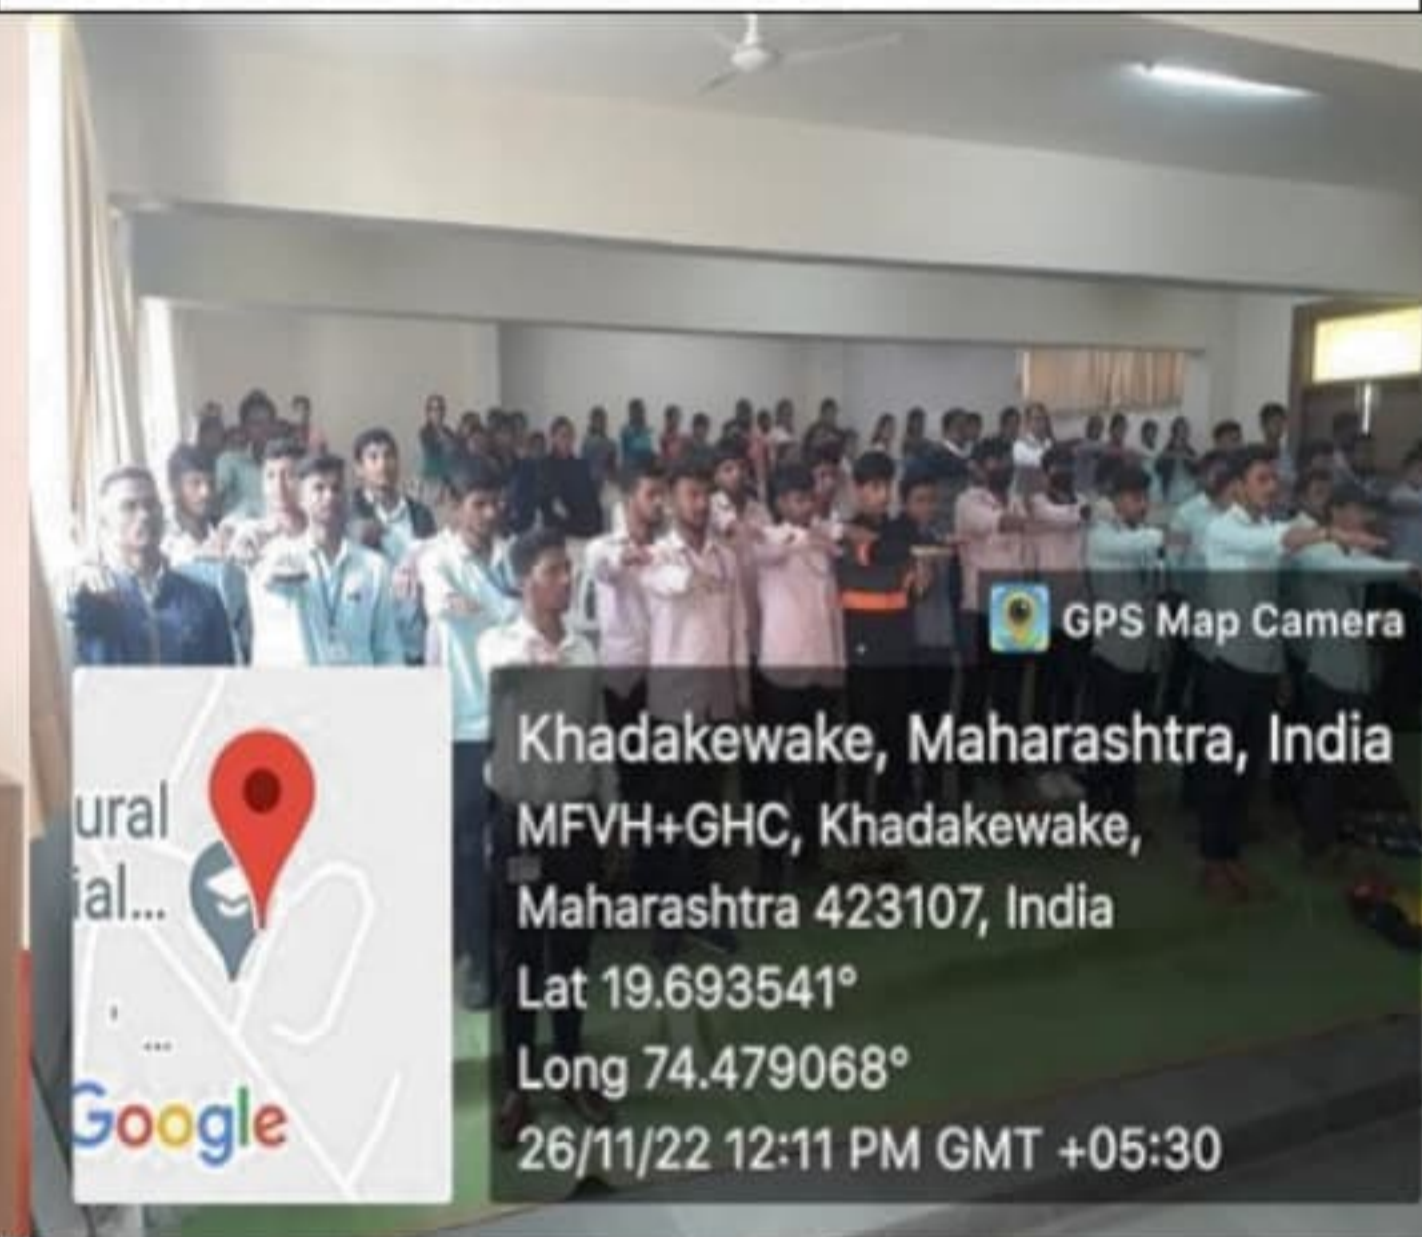 GPS Map Camera
Khadakewake, Maharashtra, India
MFVH+GHC, Khadakewake,
Maharashtra 423107, India
Lat 19.693541°
Long 74.479068°
26/11/22 12:11 PM GMT +05:30
ural
ial...
...
Google